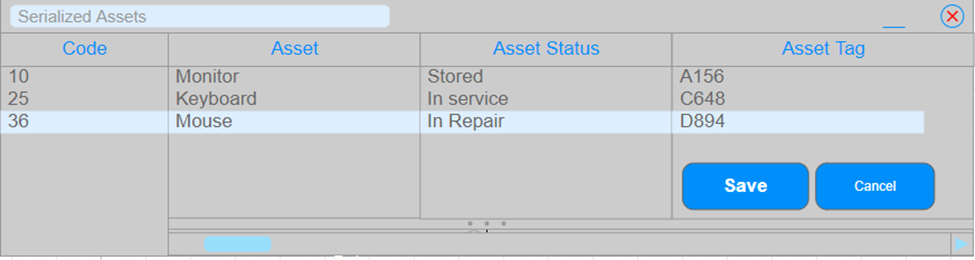 Serialized Assets
Code Asset Asset Status Asset Tag
10 Monitor Stored A156
25 Keyboard In service C648
36 Mouse In Repair D894
Save Cancel